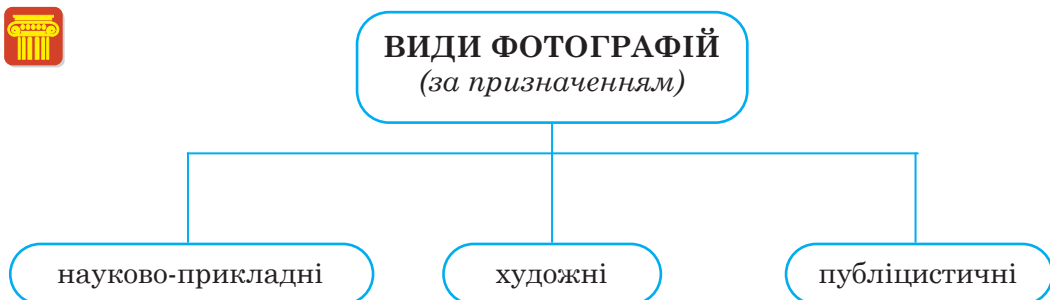 ВИДИ ФОТОГРАФІЙ
(за призначенням)
науково-прикладні
художні
публіцистичні